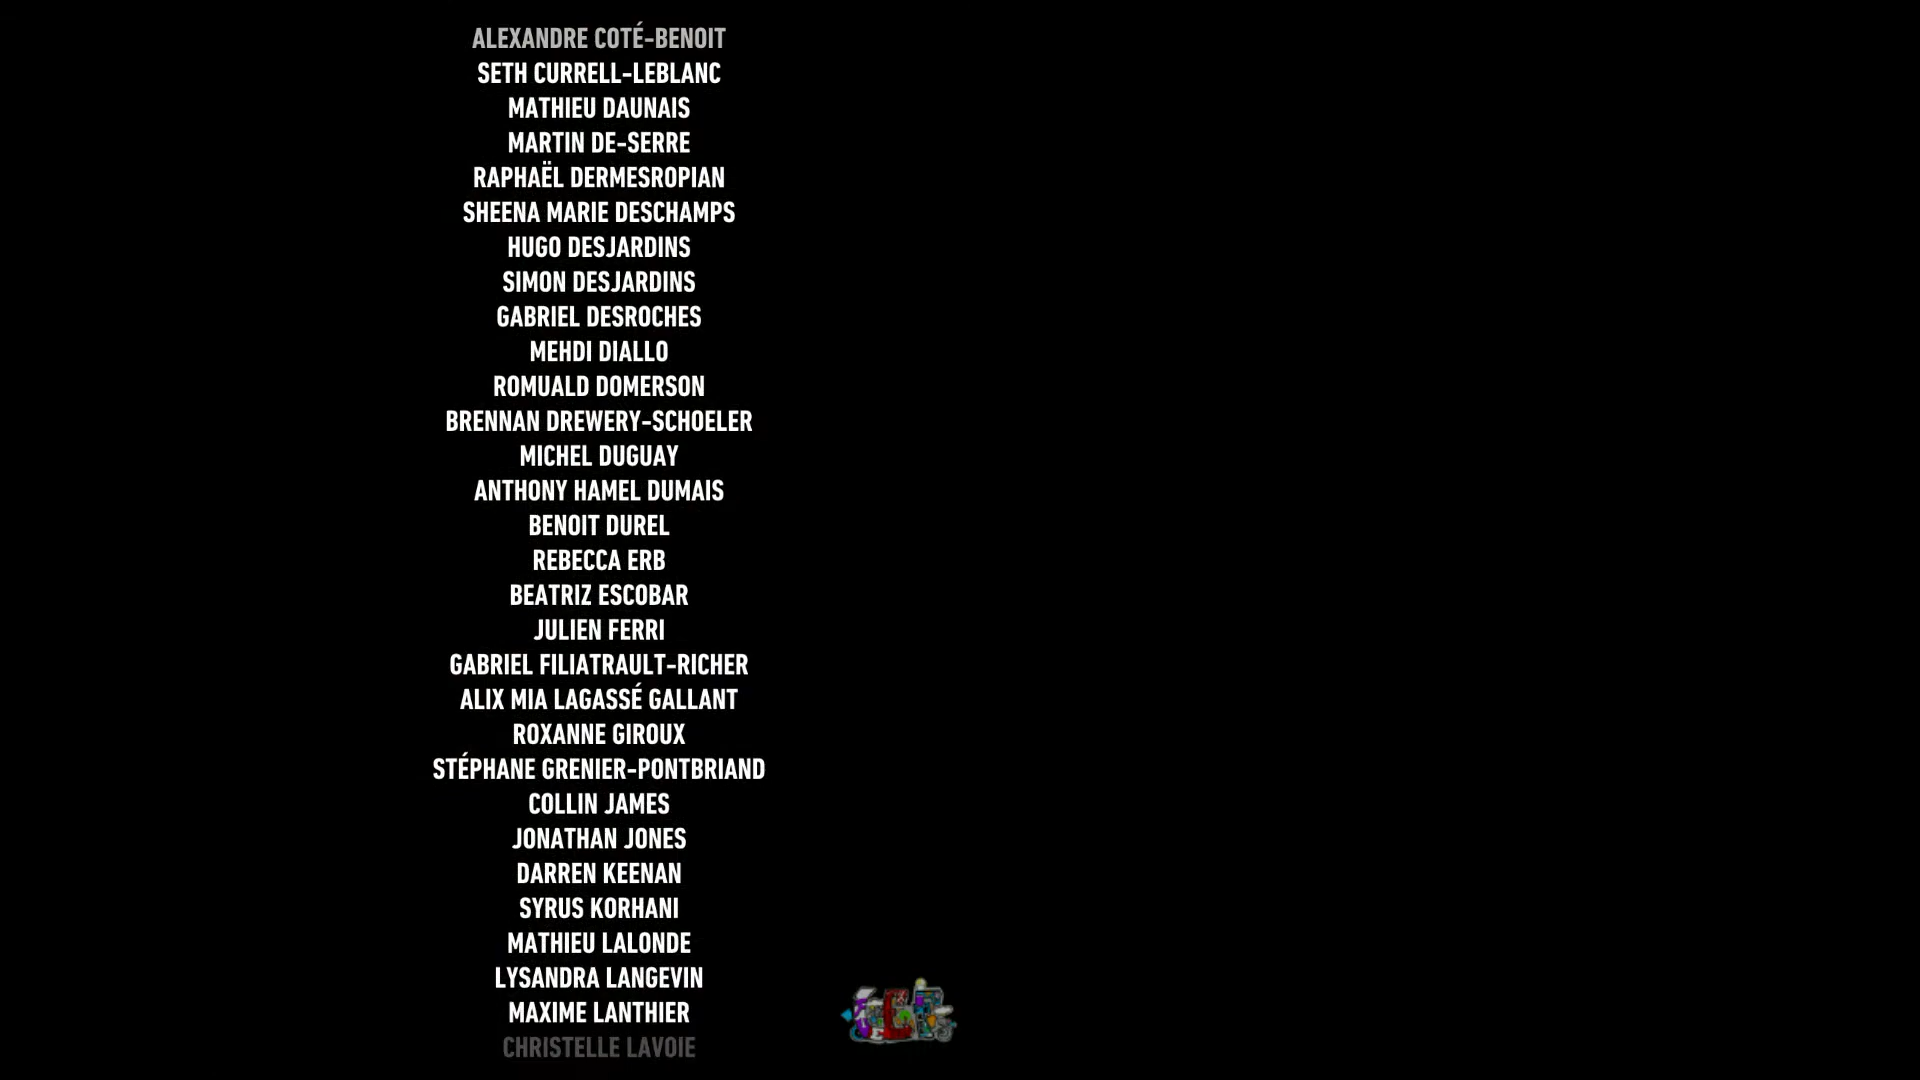 ALEXANDRE COTÉ-BENOIT
SETH CURRELL-LEBLANC
MATHIEU DAUNAIS
MARTIN DE-SERRE
RAPHAËL DERMESROPIAN
SHEENA MARIE DESCHAMPS
HUGO DESJARDINS
SIMON DESJARDINS
GABRIEL DESROCHES
MEHDI DIALLO
ROMUALD DOMERSON
BRENNAN DREWERY-SCHOELER
MICHEL DUGUAY
ANTHONY HAMEL DUMAIS
BENOIT DUREL
REBECCA ERB
BEATRIZ ESCOBAR
JULIEN FERRI
GABRIEL FILIATRAULT-RICHER
ALIX MIA LAGASSÉ GALLANT
ROXANNE GIROUX
STÉPHANE GRENIER-PONTBRIAND
COLLIN JAMES
JONATHAN JONES
DARREN KEENAN
SYRUS KORHANI
MATHIEU LALONDE
LYSANDRA LANGEVIN
MAXIME LANTHIER
CHRISTELLE LAVOIE